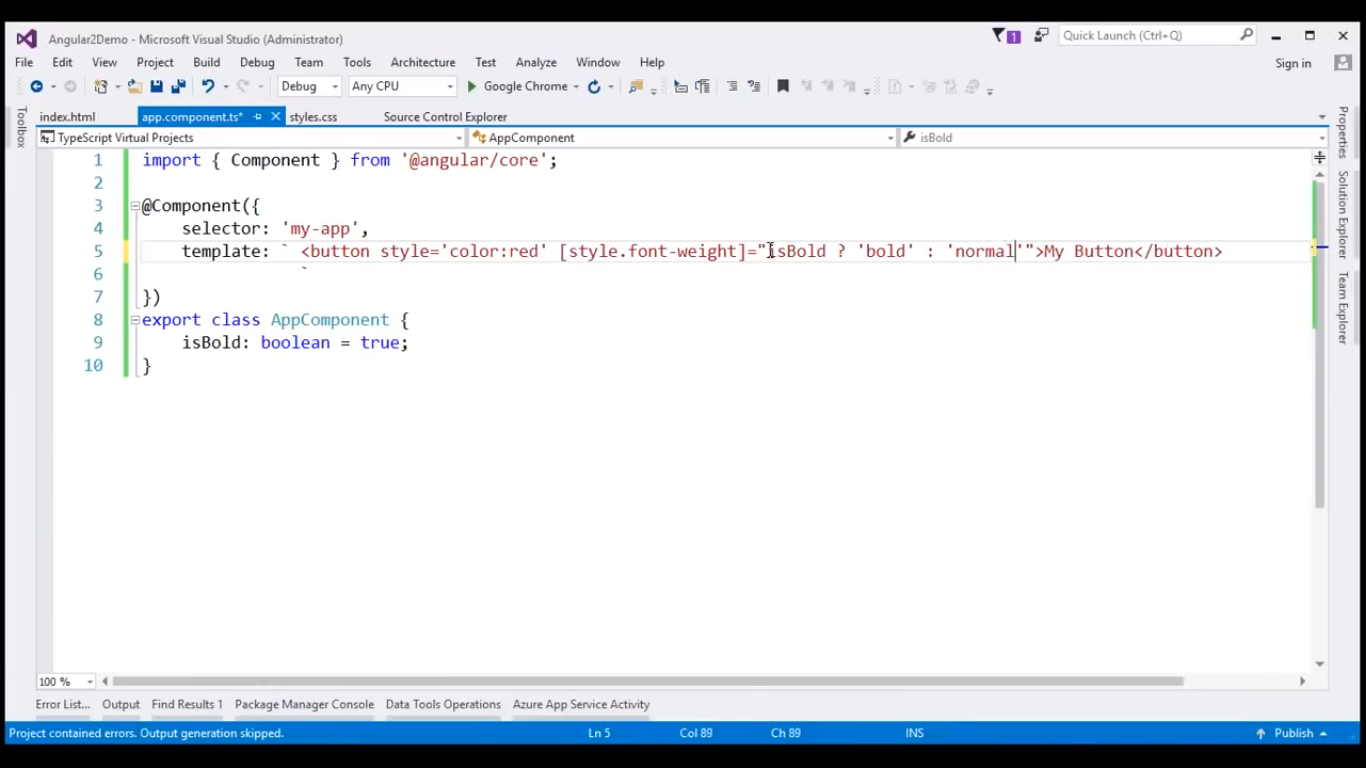 Angular2Demo - Microsoft Visual Studio (Administrator)
1
Quick Launch (Ctrl+Q)
File Edit View Project Build Debug Team Tools Architecture Test Analyze Window Help
Sign in
Debug Any CPU Google Chrome
index.html app.component.ts* styles.css Source Control Explorer
TypeScript Virtual Projects AppComponent isBold
1 import { Component } from '@angular/core';
2
3 @Component({
4 selector: 'my-app',
5 template: ` <button style='color:red' [style.font-weight]="isBold ? 'bold' : 'normal'">My Button</button>
6 `
7 })
8 export class AppComponent {
9 isBold: boolean = true;
10 }
Toolbox
Properties
Solution Explorer
Team Explorer
100 %
Error List... Output Find Results 1 Package Manager Console Data Tools Operations Azure App Service Activity
Project contained errors. Output generation skipped. Ln 5 Col 89 Ch 89 INS Publish